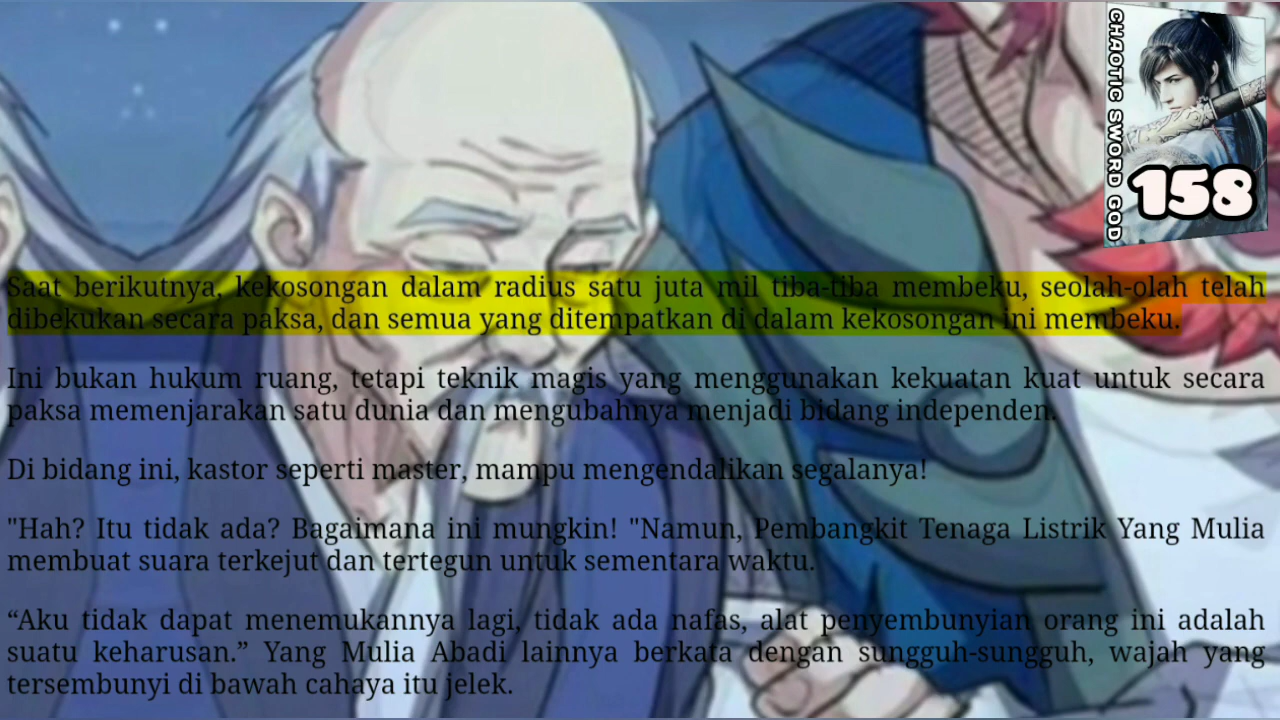 CHAOTIC SWORD GOD
158
Saat berikutnya, kekosongan dalam radius satu juta mil tiba-tiba membeku, seolah-olah telah
dibekukan secara paksa, dan semua yang ditempatkan di dalam kekosongan ini membeku.
Ini bukan hukum ruang, tetapi teknik magis yang menggunakan kekuatan kuat untuk secara
paksa memenjarakan satu dunia dan mengubahnya menjadi bidang independen.
Di bidang ini, kastor seperti master, mampu mengendalikan segalanya!
"Hah? Itu tidak ada? Bagaimana ini mungkin! "Namun, Pembangkit Tenaga Listrik Yang Mulia
membuat suara terkejut dan tertegun untuk sementara waktu.
“Aku tidak dapat menemukannya lagi, tidak ada nafas, alat penyembunyian orang ini adalah
suatu keharusan.” Yang Mulia Abadi lainnya berkata dengan sungguh-sungguh, wajah yang
tersembunyi di bawah cahaya itu jelek.